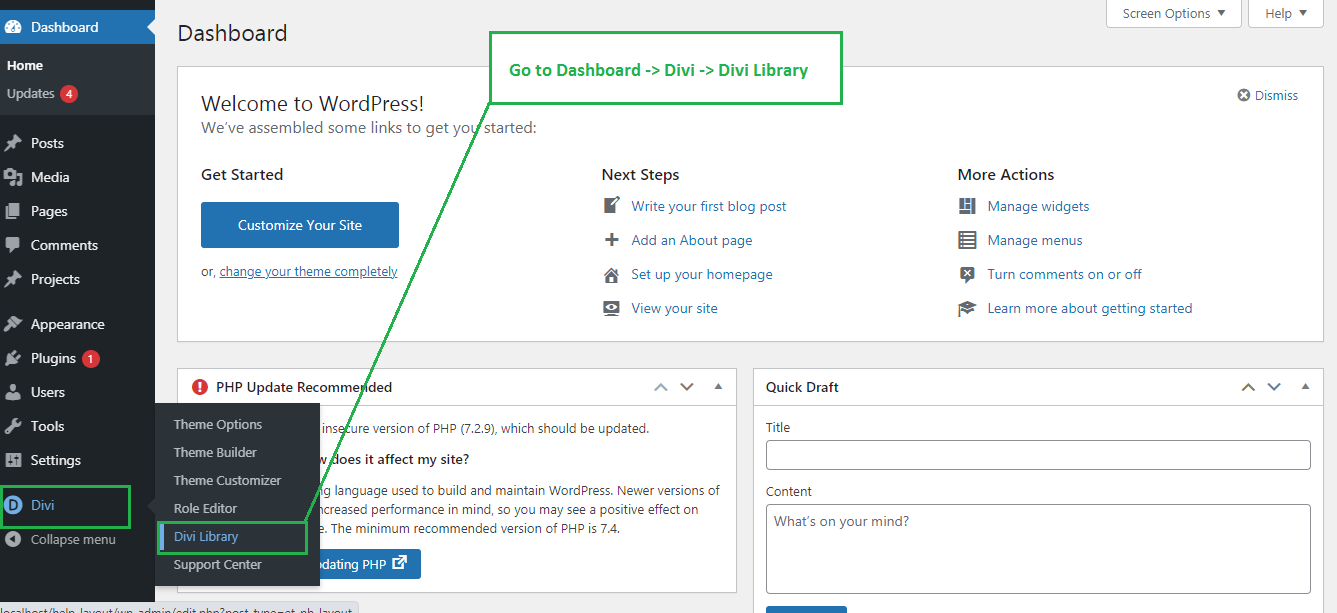 Dashboard
Home
Updates 4
Posts
Media
Pages
Comments
Projects
Appearance
Plugins 1
Users
Tools
Settings
D Divi
Collapse menu
Theme Options
Theme Builder
Theme Customizer
Role Editor
Divi Library
Support Center
Screen Options
Help
Dashboard
Go to Dashboard -> Divi -> Divi Library
Welcome to WordPress!
We've assembled some links to get you started:
Dismiss
Get Started
Customize Your Site
or, change your theme completely
Next Steps
Write your first blog post
Add an About page
Set up your homepage
View your site
More Actions
Manage widgets
Manage menus
Turn comments on or off
Learn more about getting started
PHP Update Recommended
insecure version of PHP (7.2.9), which should be updated.
does it affect my site?
language used to build and maintain WordPress. Newer versions of
increased performance in mind, so you may see a positive effect on
The minimum recommended version of PHP is 7.4.
PHP
Quick Draft
Title
Content
What's on your mind?
localhost/help_layout/wp-admin/edit.php?post_type=et_pb_layout